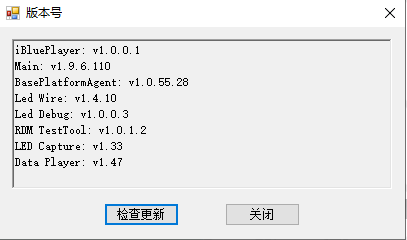 版本号
iBluePlayer: v1.0.0.1
Main: v1.9.6.110
BasePlatformAgent: v1.0.55.28
Led Wire: v1.4.10
Led Debug: v1.0.0.3
RDM TestTool: v1.0.1.2
LED Capture: v1.33
Data Player: v1.47
检查更新 关闭